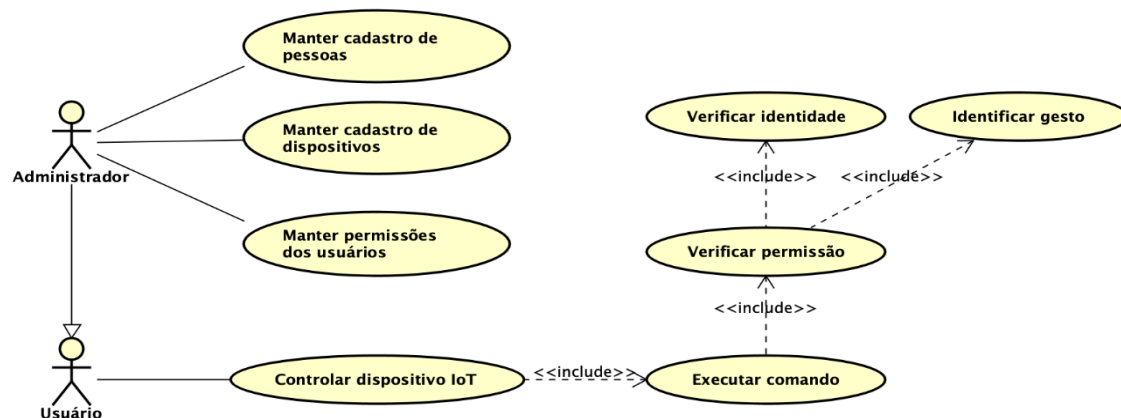 Manter cadastro de
pessoas
Verificar identidade
Identificar gesto
Manter cadastro de
dispositivos
Administrador
<<include>>
<<include>>
Manter permissões
dos usuários
Verificar permissão
<<include>>
Controlar dispositivo IoT
<<include>>
Executar comando
Usuário